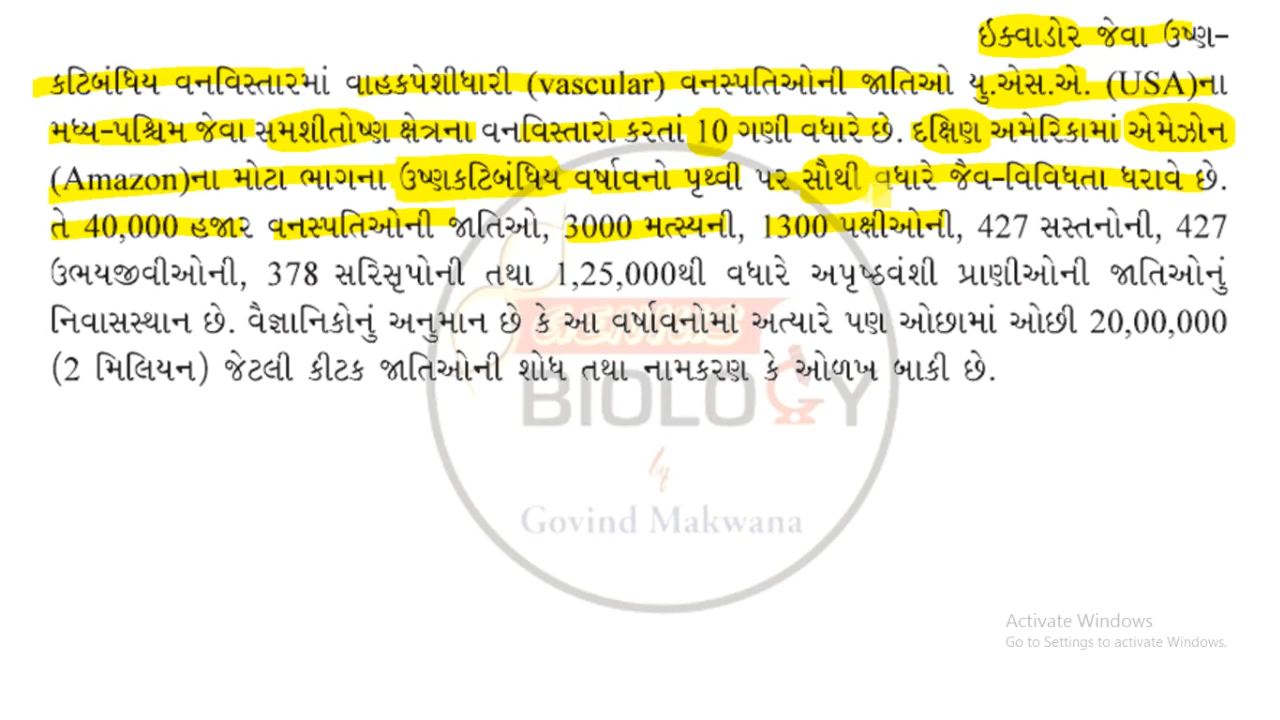 ઈક્વાડોર જેવા ઉષ્ણ-
કટિબંધિય વનવિસ્તારમાં વાહકપેશીધારી (vascular) વનસ્પતિઓની જાતિઓ યુ.એસ.એ. (USA)ના
મધ્ય-પશ્ચિમ જેવા સમશીતોષ્ણ ક્ષેત્રના વનવિસ્તારો કરતાં 10 ગણી વધારે છે. દક્ષિણ અમેરિકામાં એમેઝોન
(Amazon)ના મોટા ભાગના ઉષ્ણકટિબંધિય વર્ષાવનો પૃથ્વી પર સૌથી વધારે જૈવ-વિવિધતા ધરાવે છે.
તે 40,000 હજાર વનસ્પતિઓની જાતિઓ, 3000 મત્સ્યની, 1300 પક્ષીઓની, 427 સસ્તનોની, 427
ઉભયજીવીઓની, 378 સરિસૃપોની તથા 1,25,000થી વધારે અપૃષ્ઠવંશી પ્રાણીઓની જાતિઓનું
નિવાસસ્થાન છે. વૈજ્ઞાનિકોનું અનુમાન છે કે આ વર્ષાવનોમાં અત્યારે પણ ઓછામાં ઓછી 20,00,000
(2 મિલિયન) જેટલી કીટક જાતિઓની શોધ તથા નામકરણ કે ઓળખ બાકી છે.
GENIUS
BIOLOGY
by
Govind Makwana
Activate Windows
Go to Settings to activate Windows.